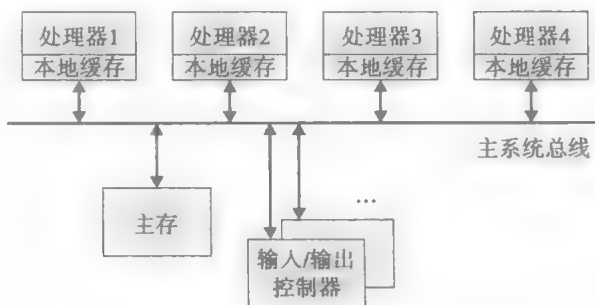 处理器1
本地缓存
处理器2
本地缓存
处理器3
本地缓存
处理器4
本地缓存
主系统总线
主存
...
输入/输出
控制器